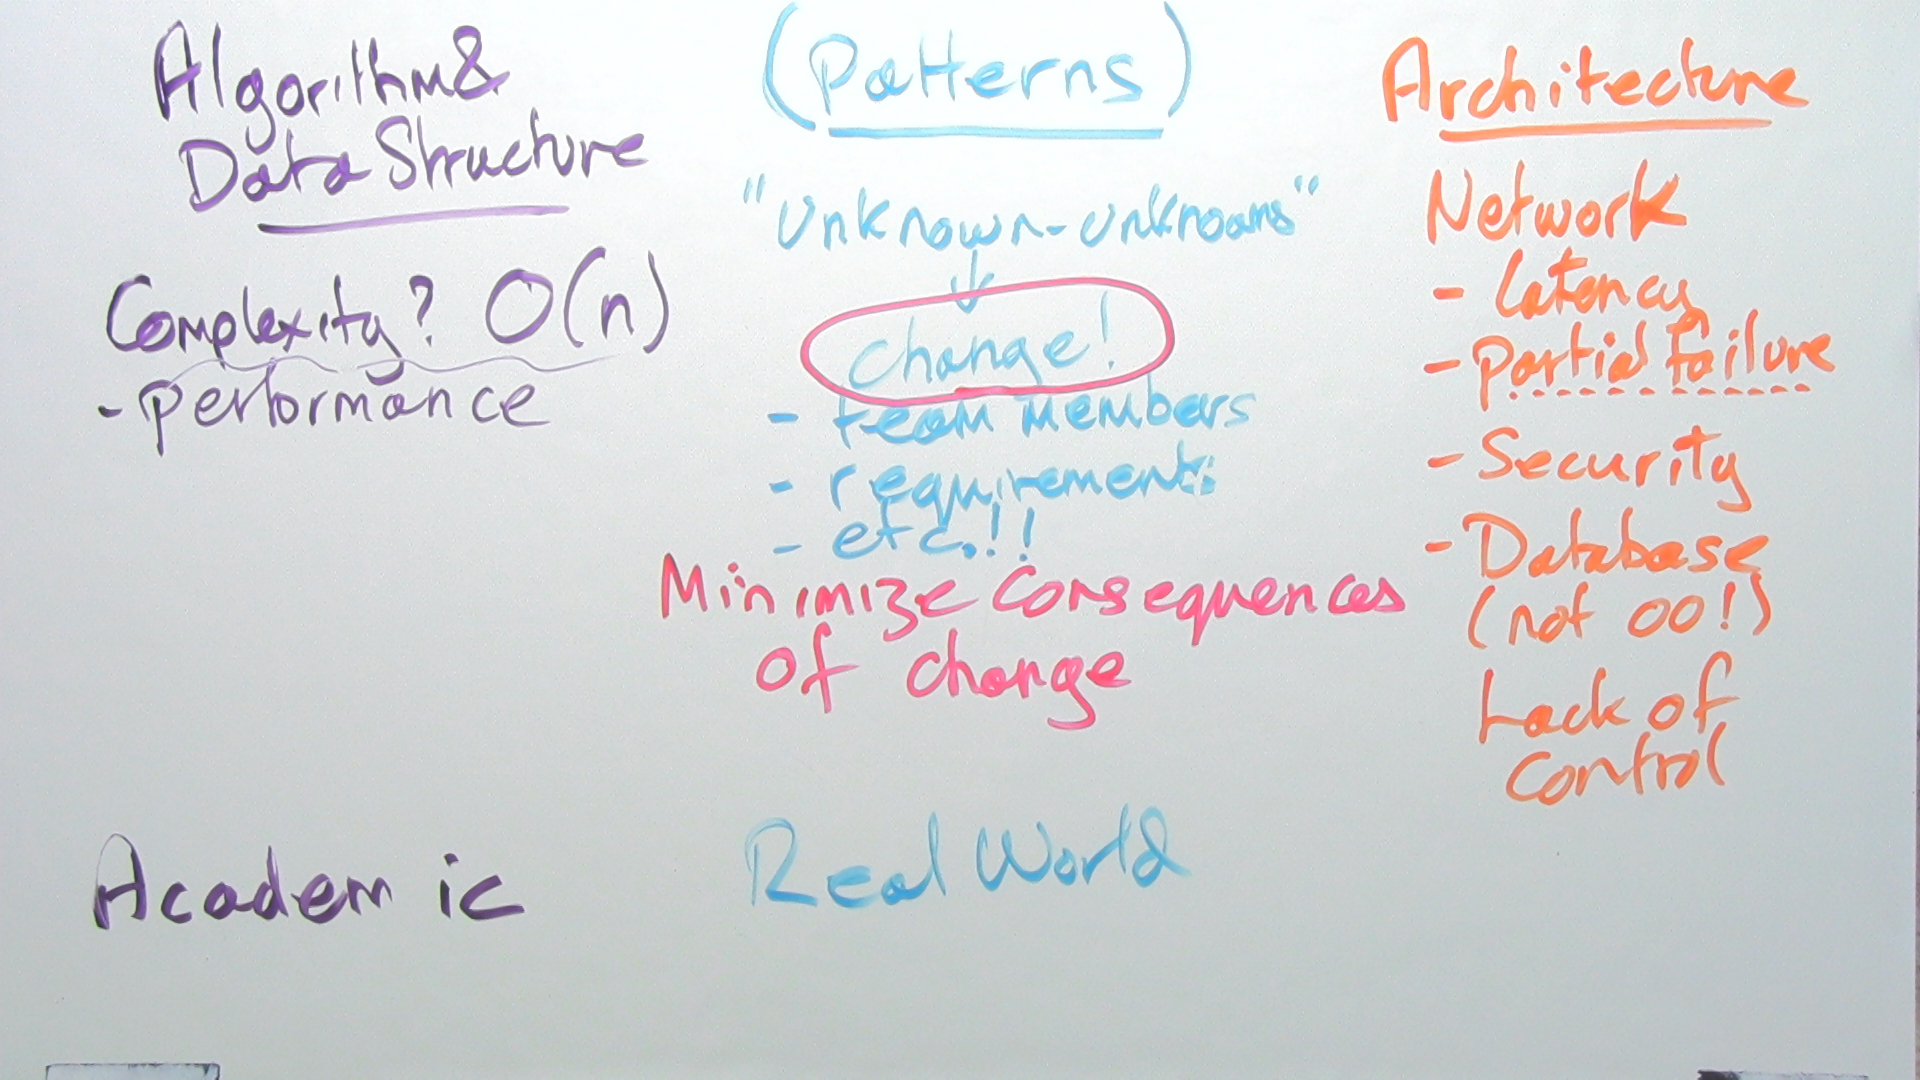 Algorithm &
Data Structure
Complexity? O(n)
- performance
Academic
(Patterns)
"Unknown-unknowns"
change!
- team members
- requirements
- etc.!!
Minimize consequences
of change
Real World
Architecture
Network
- Latency
- Partial failure
- Security
- Database
(not OO!)
Lack of
control